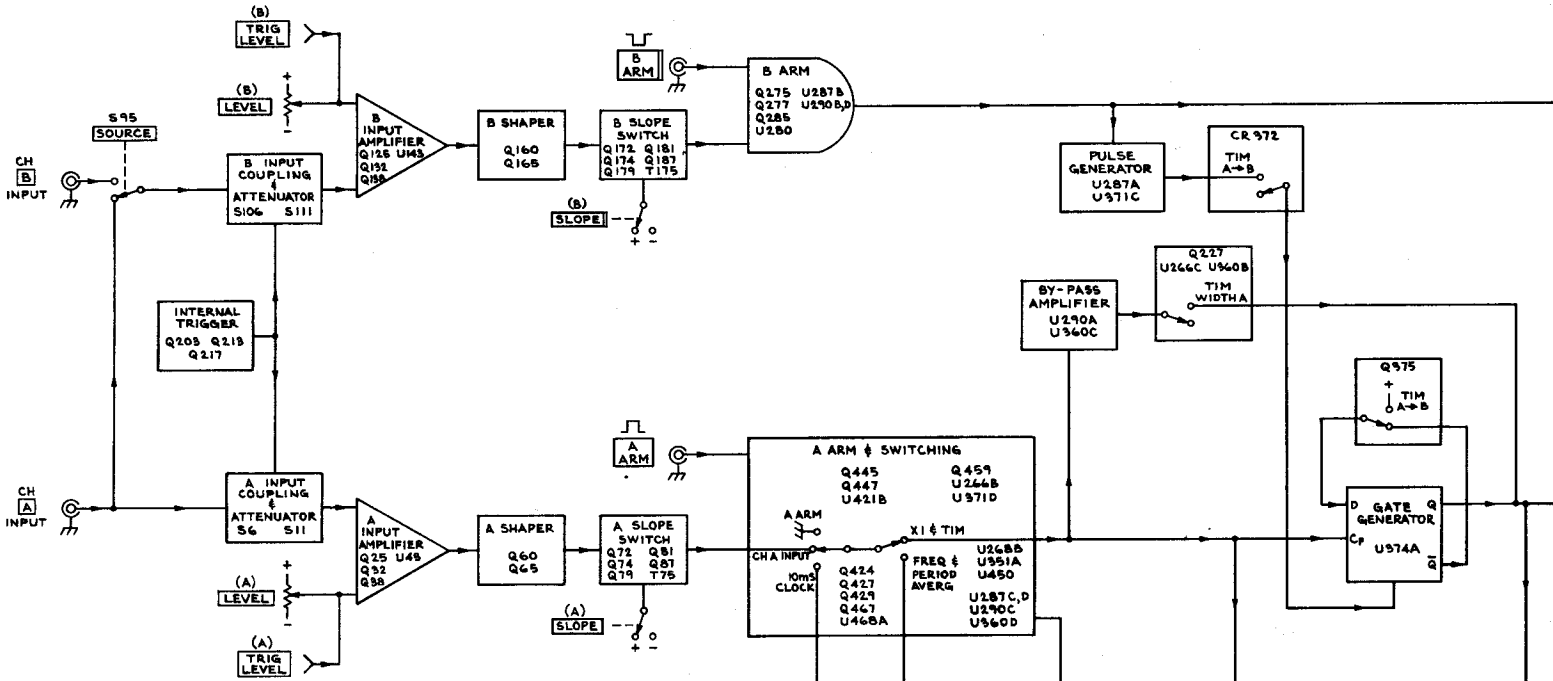 (B)
TRIG
LEVEL
+
(B)
LEVEL
-
S95
SOURCE
CH
B
INPUT
B INPUT
COUPLING
&
ATTENUATOR
S106 S111
B
INPUT
AMPLIFIER
Q125 U143
Q132
Q138
B SHAPER
Q160
Q165
B SLOPE
SWITCH
Q172 Q181
Q174 Q187
Q179 T175
(B)
SLOPE
+ -
B
ARM
B ARM
Q275 U287B
Q277 U290B,D
Q285
U280
PULSE
GENERATOR
U287A
U371C
CR372
TIM
A→B
Q227
U266C U360B
TIM
WIDTH A
BY-PASS
AMPLIFIER
U290A
U360C
INTERNAL
TRIGGER
Q203 Q213
Q217
Q375
+
TIM
A→B
CH
A
INPUT
A INPUT
COUPLING
&
ATTENUATOR
S6 S11
A
INPUT
AMPLIFIER
Q25 U43
Q32
Q38
+
(A)
LEVEL
-
(A)
TRIG
LEVEL
A SHAPER
Q60
Q65
A SLOPE
SWITCH
Q72 Q81
Q74 Q87
Q79 T75
(A)
SLOPE
+ -
A
ARM
A ARM & SWITCHING
Q445 Q459
Q447 U266B
U421B U371D
A ARM
X1 & TIM
CH A INPUT
10mS
CLOCK
FREQ &
PERIOD
AVERG
Q424
Q427
Q429
Q467
U468A
U268B
U351A
U450
U287C,D
U290C
U360D
D GATE Q
GENERATOR
Cp
U374A
Q̅